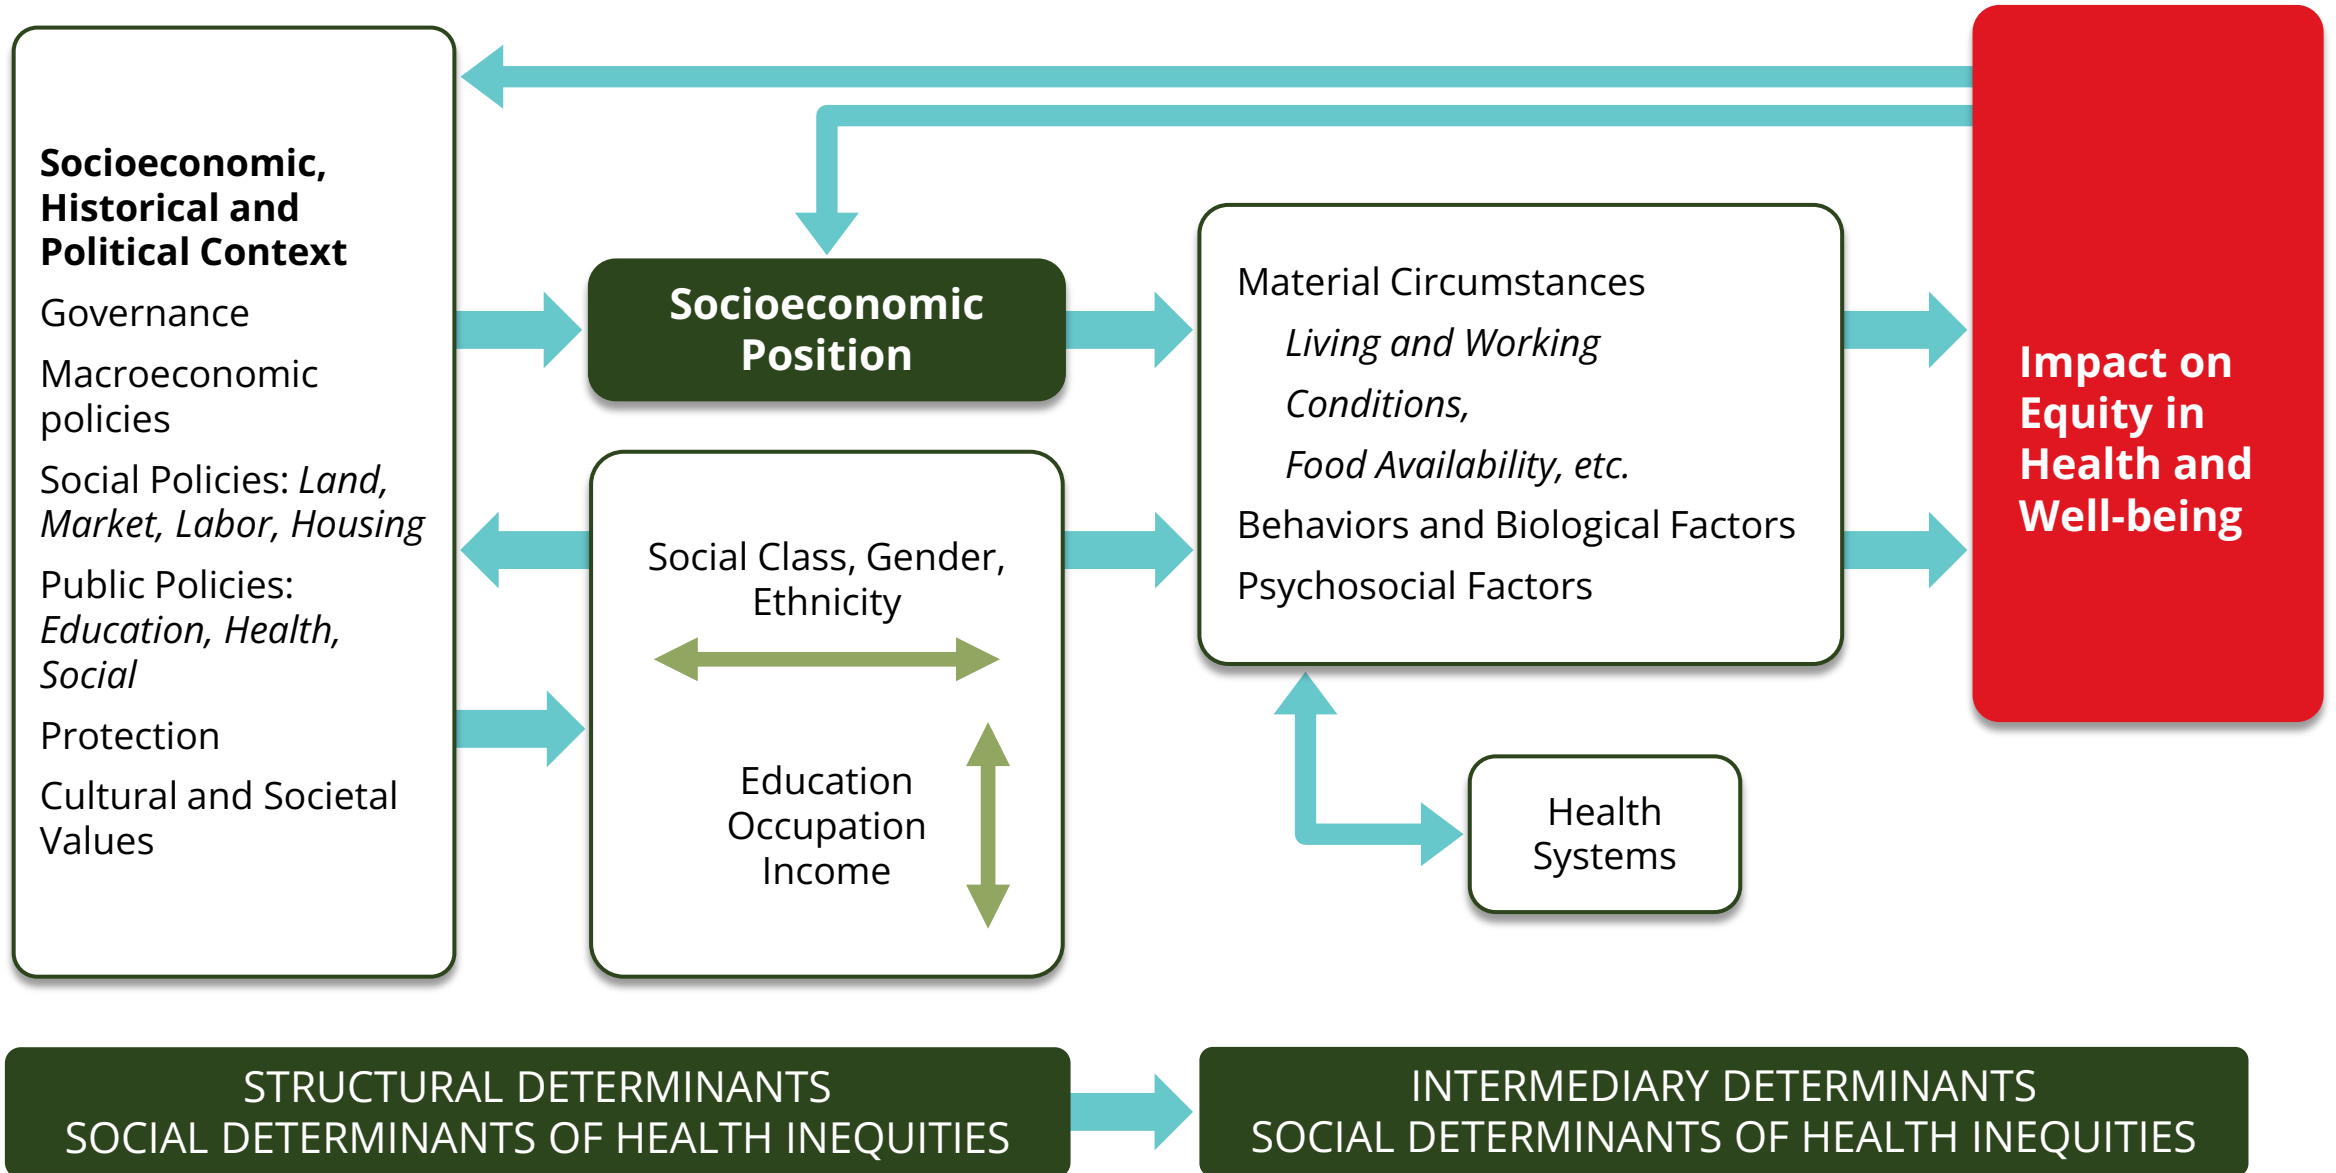 Socioeconomic,
Historical and
Political Context
Governance
Macroeconomic
policies
Social Policies: Land,
Market, Labor, Housing
Public Policies:
Education, Health,
Social
Protection
Cultural and Societal
Values
Socioeconomic
Position
Social Class, Gender,
Ethnicity
Education
Occupation
Income
Material Circumstances
Living and Working
Conditions,
Food Availability, etc.
Behaviors and Biological Factors
Psychosocial Factors
Health
Systems
Impact on
Equity in
Health and
Well-being
STRUCTURAL DETERMINANTS
SOCIAL DETERMINANTS OF HEALTH INEQUITIES
INTERMEDIARY DETERMINANTS
SOCIAL DETERMINANTS OF HEALTH INEQUITIES